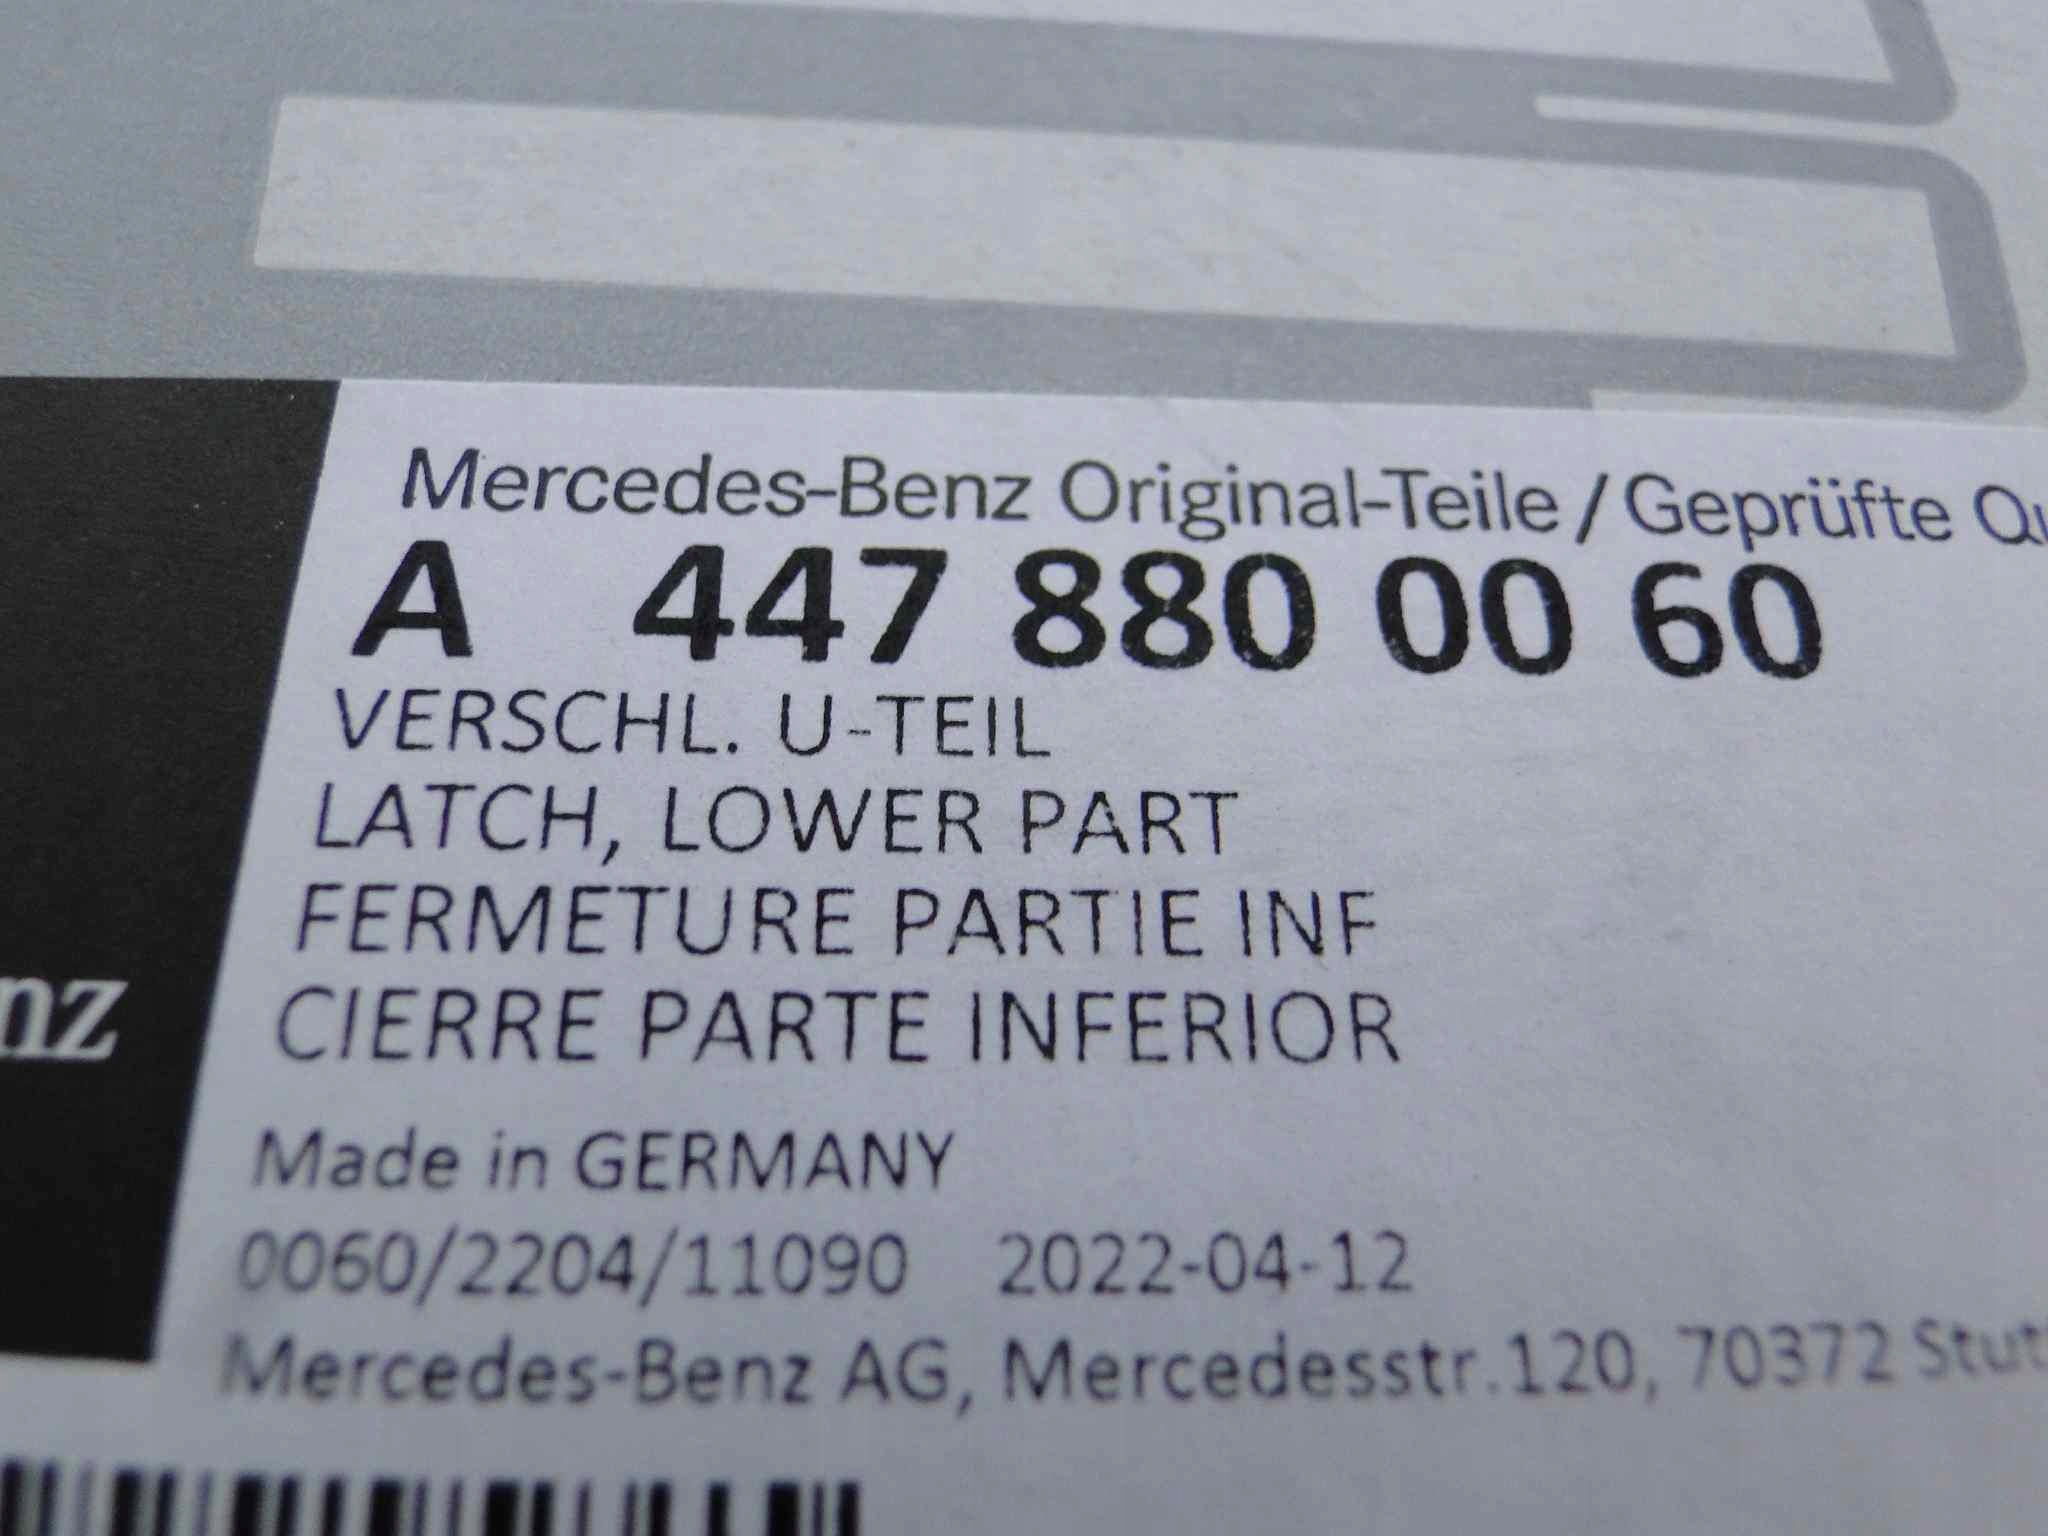 Mercedes-Benz Original-Teile / Geprüfte
A 447 880 00 60
VERSCHL. U-TEIL
LATCH, LOWER PART
FERMETURE PARTIE INF
CIERRE PARTE INFERIOR
nz
Made in GERMANY
0060/2204/11090 2022-04-12
Mercedes-Benz AG, Mercedesstr.120, 70372 Stut